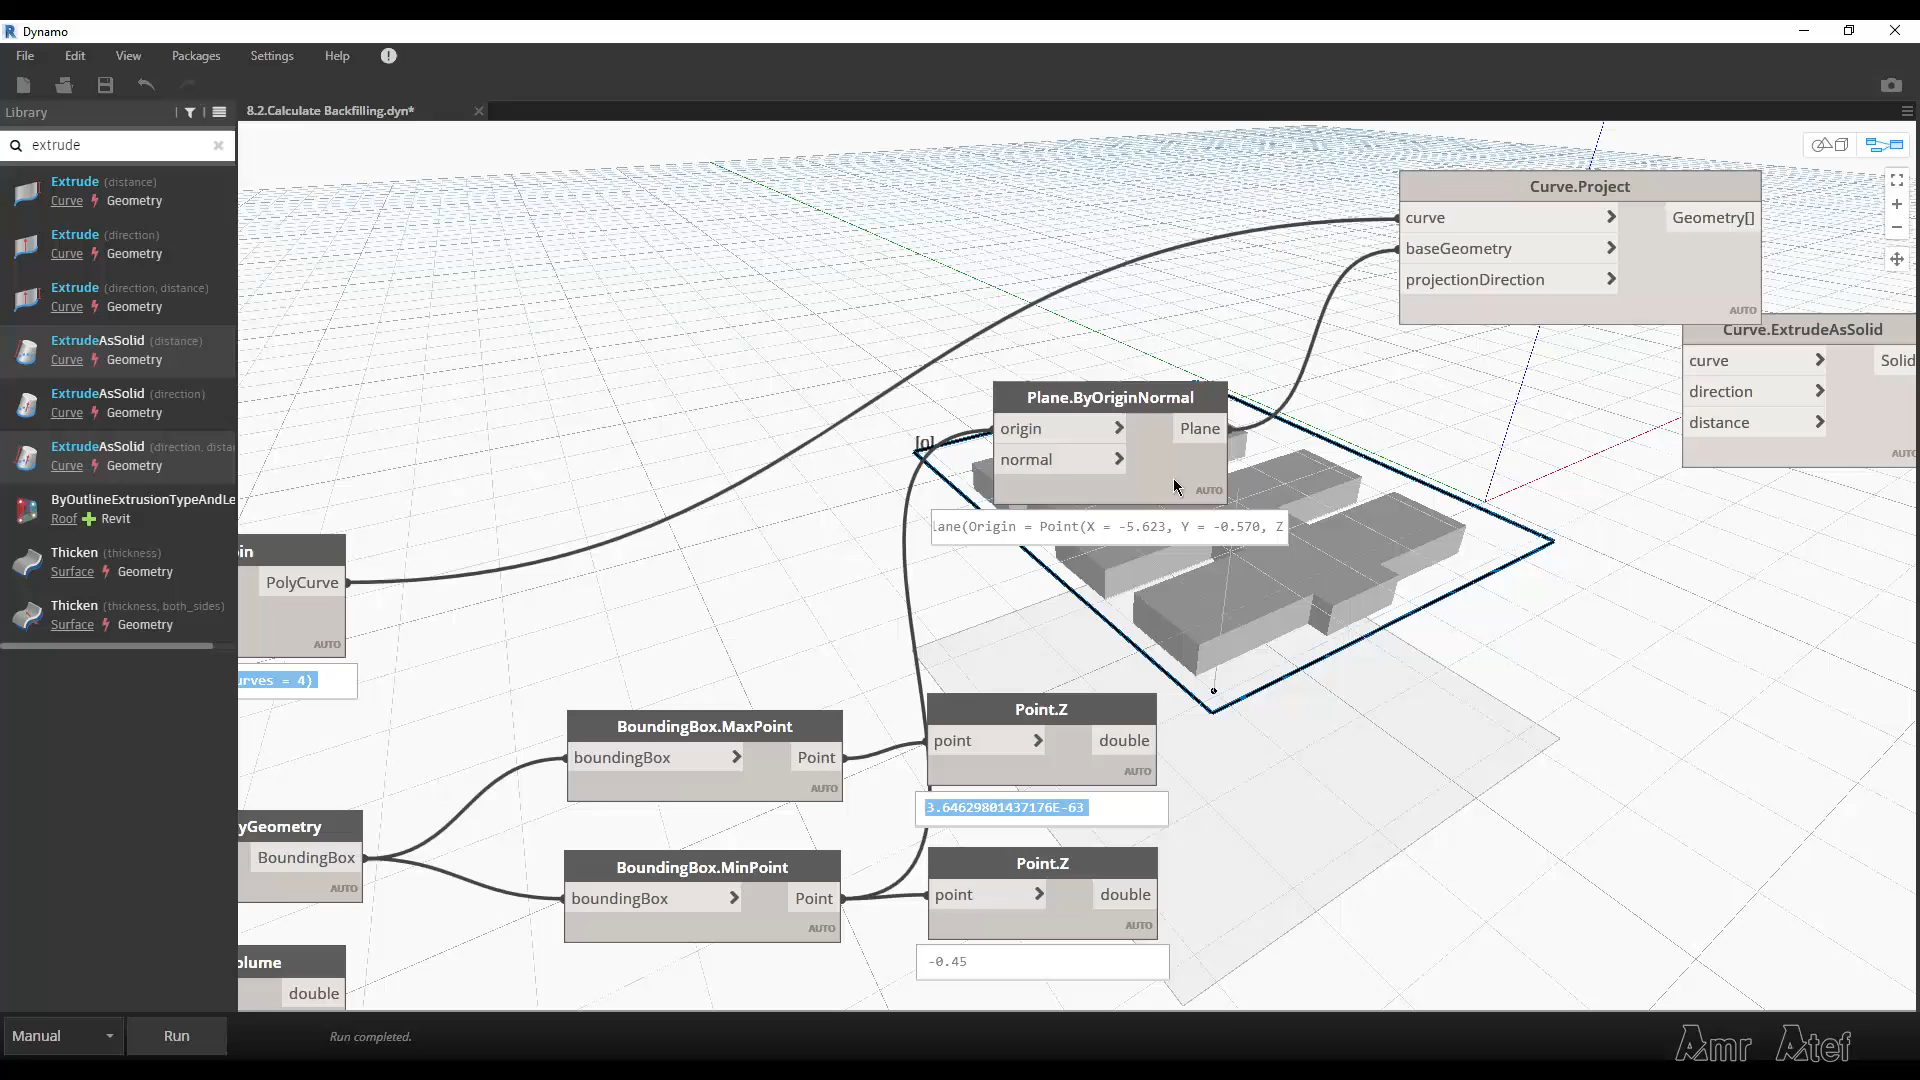 Dynamo
File Edit View Packages Settings Help
Library
8.2.Calculate Backfilling.dyn*
extrude
Extrude (distance)
Curve Geometry
Extrude (direction)
Curve Geometry
Extrude (direction, distance)
Curve Geometry
ExtrudeAsSolid (distance)
Curve Geometry
ExtrudeAsSolid (direction)
Curve Geometry
ExtrudeAsSolid (direction, dista
Curve Geometry
ByOutlineExtrusionTypeAndLe
Roof Revit
Thicken (thickness)
Surface Geometry
Thicken (thickness, both_sides)
Surface Geometry
Curve.Project
curve Geometry[]
baseGeometry
projectionDirection
AUTO
Curve.ExtrudeAsSolid
curve Solid
direction
distance
AUTO
Plane.ByOriginNormal
origin Plane
normal
AUTO
[0]
lane(Origin = Point(X = -5.623, Y = -0.570, Z
in
PolyCurve
AUTO
urves = 4)
BoundingBox.MaxPoint
boundingBox Point
AUTO
Point.Z
point double
AUTO
3.64629801437176E-63
yGeometry
BoundingBox
AUTO
BoundingBox.MinPoint
boundingBox Point
AUTO
Point.Z
point double
AUTO
-0.45
olume
double
Manual Run Run completed.
Amr Atef